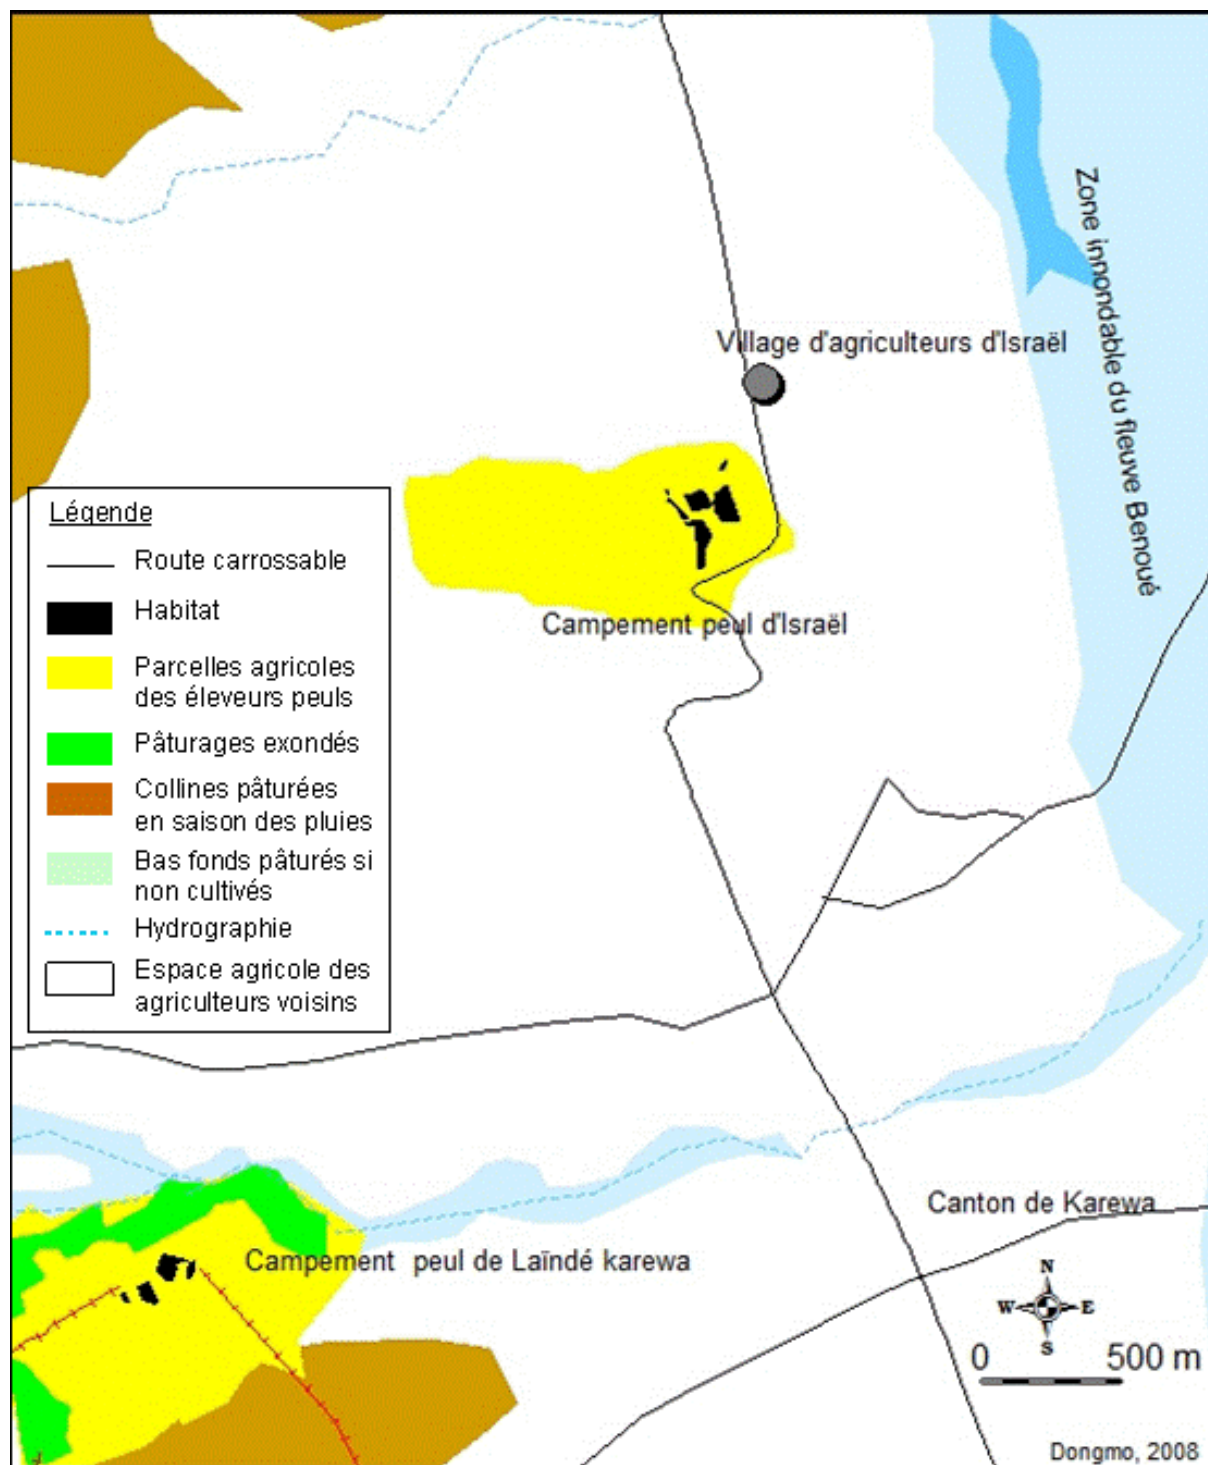 Zone innondable du fleuve Benoué
Village d'agriculteurs d'Israël
Campement peul d'Israël
Légende
Route carrossable
Habitat
Parcelles agricoles
des éleveurs peuls
Pâturages exondés
Collines pâturées
en saison des pluies
Bas fonds pâturés si
non cultivés
Hydrographie
Espace agricole des
agriculteurs voisins
Canton de Karewa
Campement peul de Laïndé karewa
N
W E
S
0 500 m
Dongmo, 2008